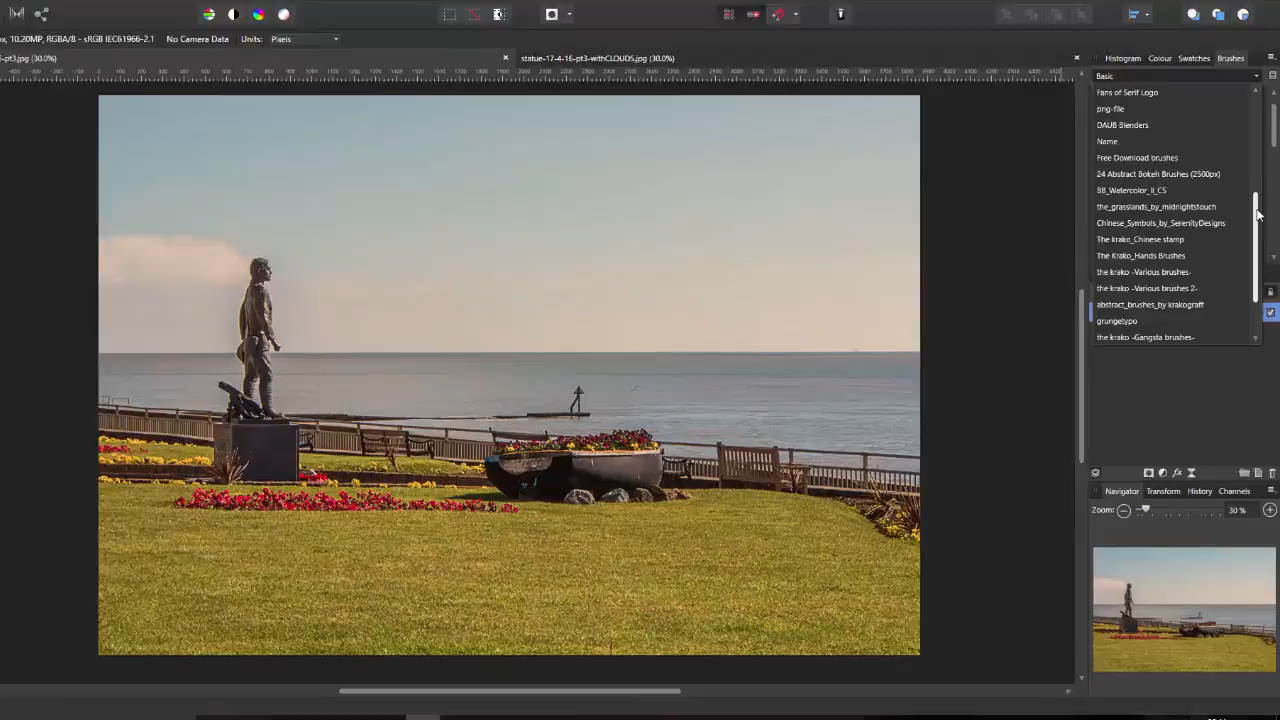 px, 10.20MP, RGBA/8 - sRGB IEC61966-2.1 No Camera Data Units: Pixels
-pt3.jpg (30.0%) statue-17-4-16-pt3-withCLOUDS.jpg (30.0%)
Histogram Colour Swatches Brushes
Basic
Fans of Serif Logo
png-file
DAUB Blenders
Name
Free Download brushes
24 Abstract Bokeh Brushes (2500px)
BB_Watercolor_II_CS
the_grasslands_by_midnightstouch
Chinese_Symbols_by_SerenityDesigns
The krako_Chinese stamp
The Krako_Hands Brushes
the krako -Various brushes-
the krako -Various brushes 2-
abstract_brushes_by krakograff
grungetypo
the krako -Gangsta brushes-
fx
Navigator Transform History Channels
Zoom: 30 %